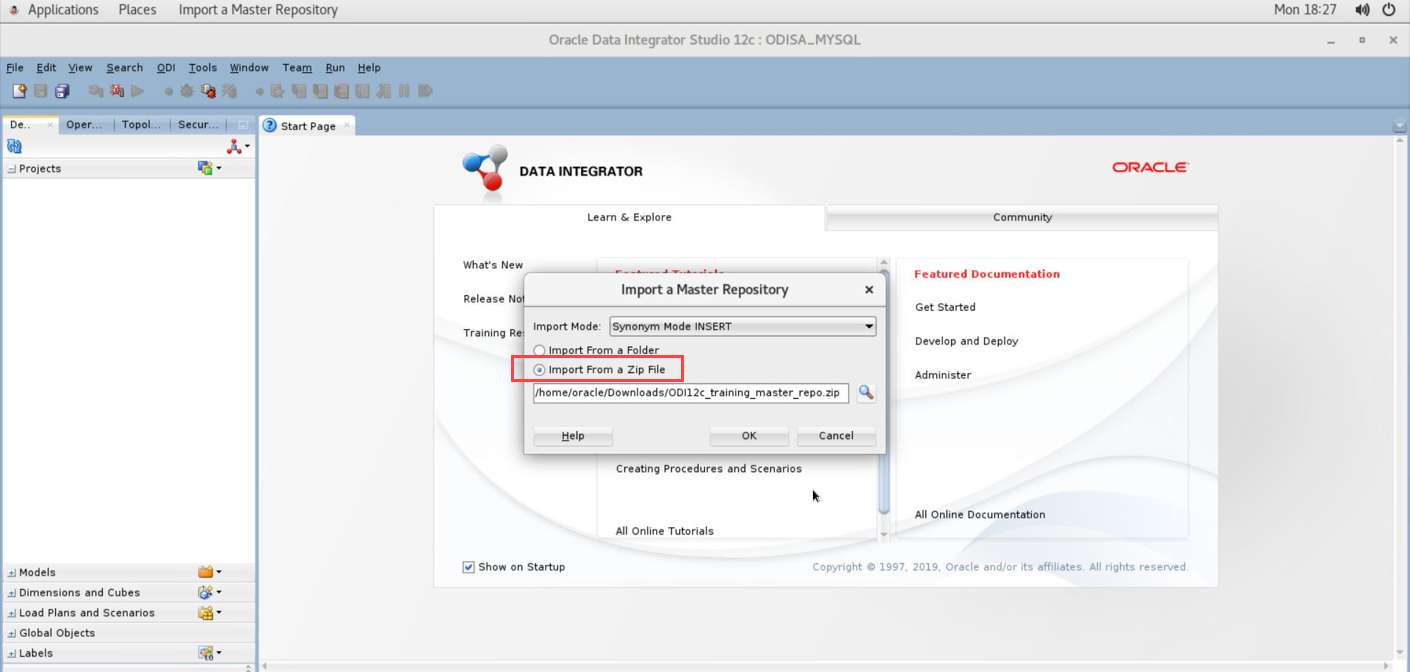 Applications Places Import a Master Repository Mon 18:27
Oracle Data Integrator Studio 12c : ODISA_MYSQL
File Edit View Search ODI Tools Window Team Run Help
De.. Oper... Topol... Secur... Start Page
Projects
DATA INTEGRATOR
ORACLE
Learn & Explore
Community
What's New
Release Not
Training Re
Featured Tutorials
Import a Master Repository
Import Mode: Synonym Mode INSERT
Import From a Folder
Import From a Zip File
/home/oracle/Downloads/ODI12c_training_master_repo.zip
Help OK Cancel
Creating Procedures and Scenarios
All Online Tutorials
Featured Documentation
Get Started
Develop and Deploy
Administer
All Online Documentation
Show on Startup
Copyright © 1997, 2019, Oracle and/or its affiliates. All rights reserved.
Models
Dimensions and Cubes
Load Plans and Scenarios
Global Objects
Labels